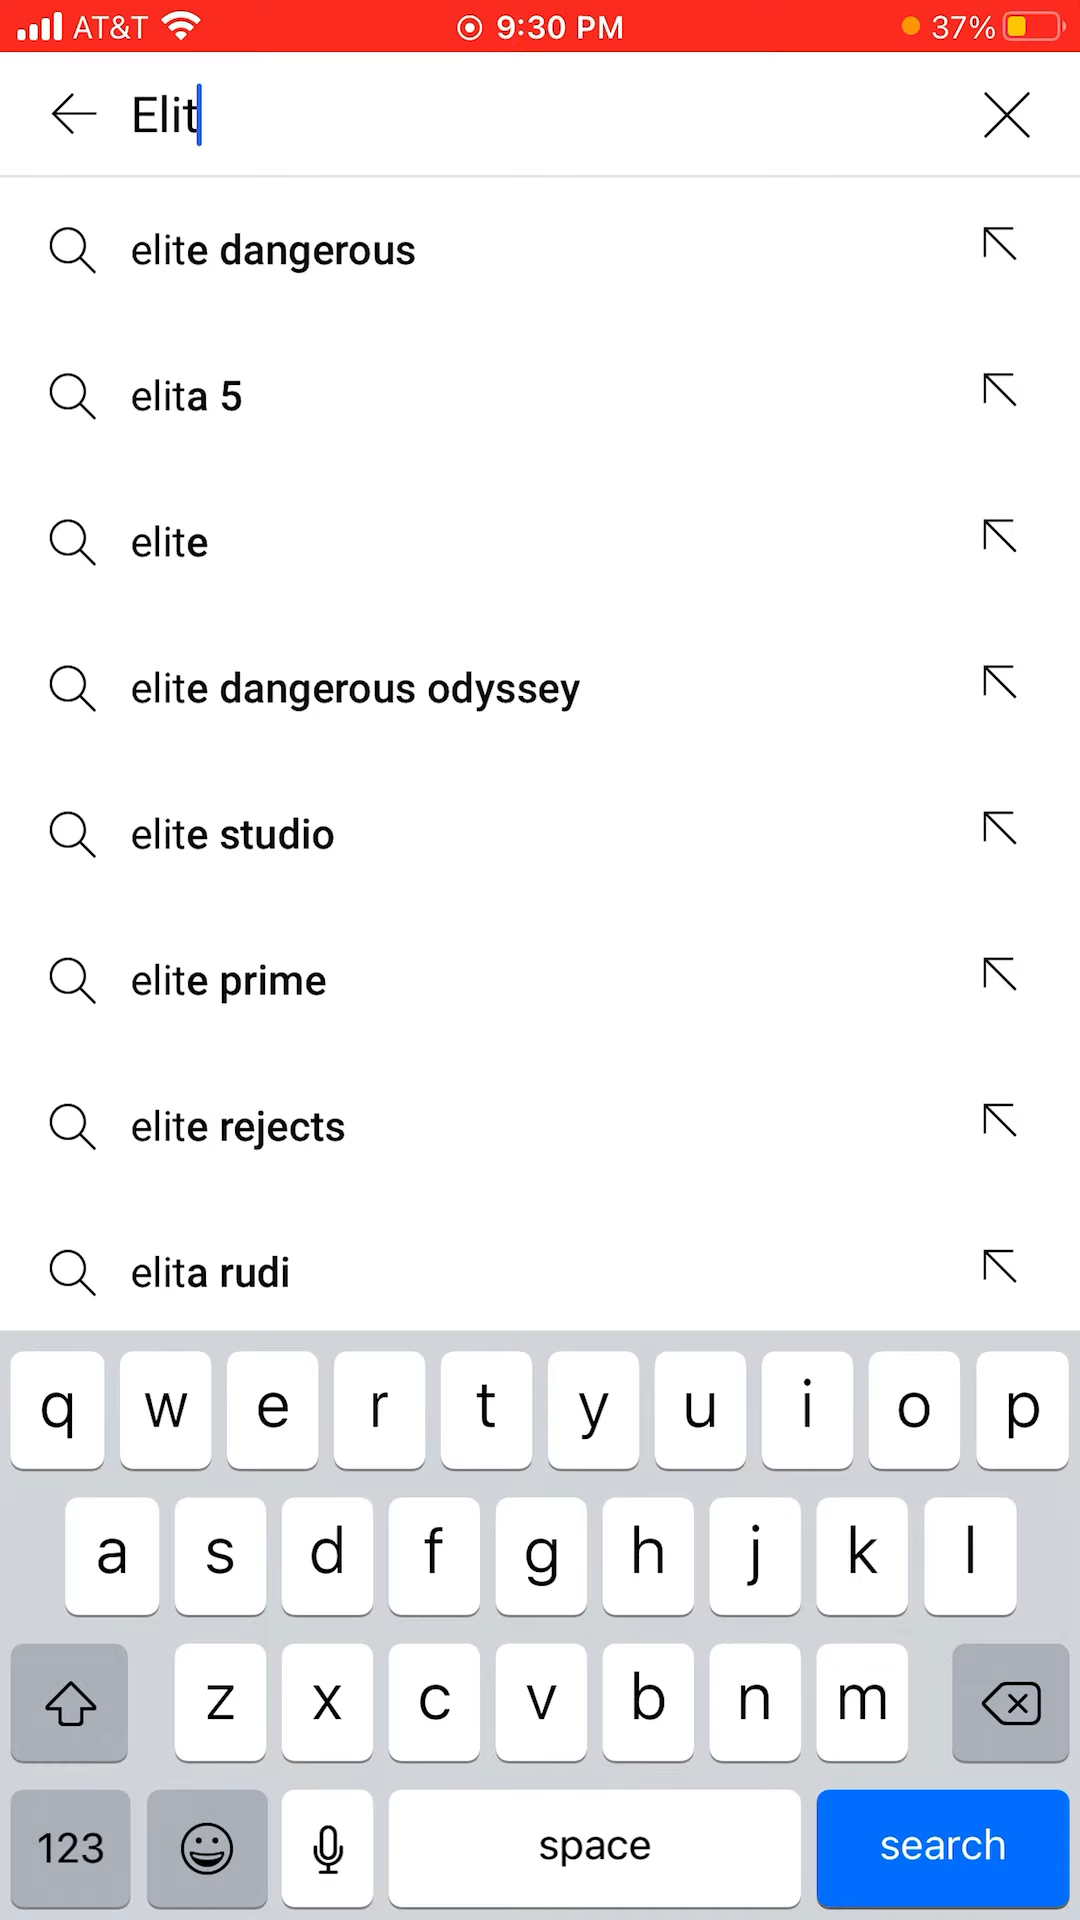 AT&T 9:30 PM 37%
Elit
elite dangerous
elita 5
elite
elite dangerous odyssey
elite studio
elite prime
elite rejects
elita rudi
q w e r t y u i o p
a s d f g h j k l
z x c v b n m
123 space search